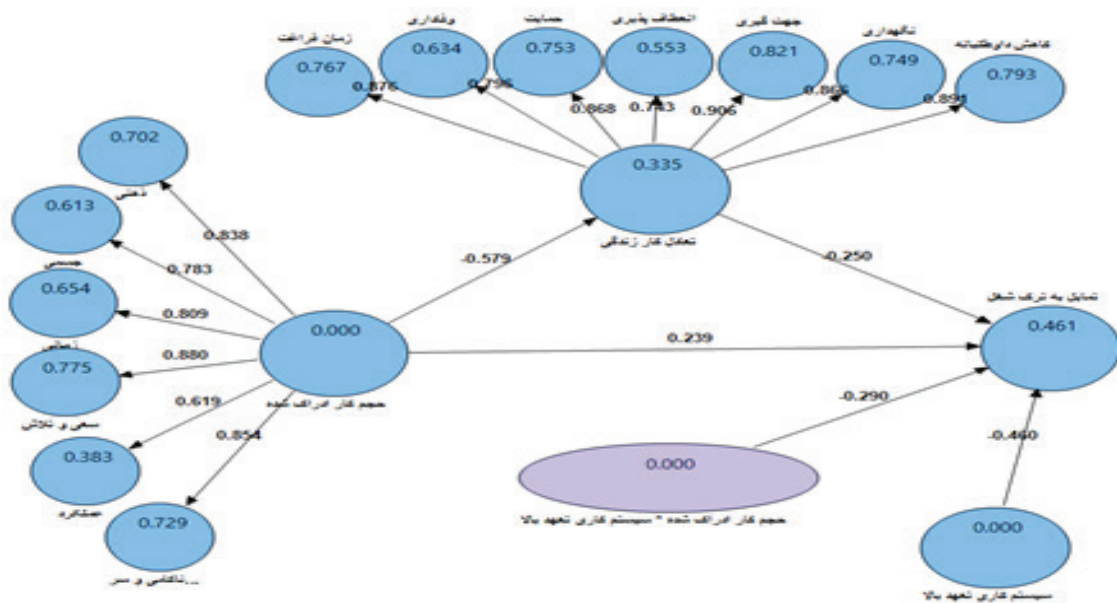 زمان فراغت
0.767
وفاداری
0.634
حمایت
0.753
انعطاف پذیری
0.553
جهت گیری
0.821
نگهداری
0.749
کاهش داوطلبانه
0.793
0.876
0.796
0.868
0.743
0.906
0.891
0.335
تعادل کار زندگی
0.702
ذهنی
0.613
جسمی
0.654
زمانی
0.775
سعی و تلاش
0.383
عملکرد
0.729
ناکامی و سر...
0.838
0.783
0.809
0.880
0.619
0.854
0.000
حجم کار ادراک شده
-0.579
-0.250
0.239
-0.290
-0.460
تمایل به ترک شغل
0.461
0.000
حجم کار ادراک شده * سیستم کاری تعهد بالا
0.000
سیستم کاری تعهد بالا